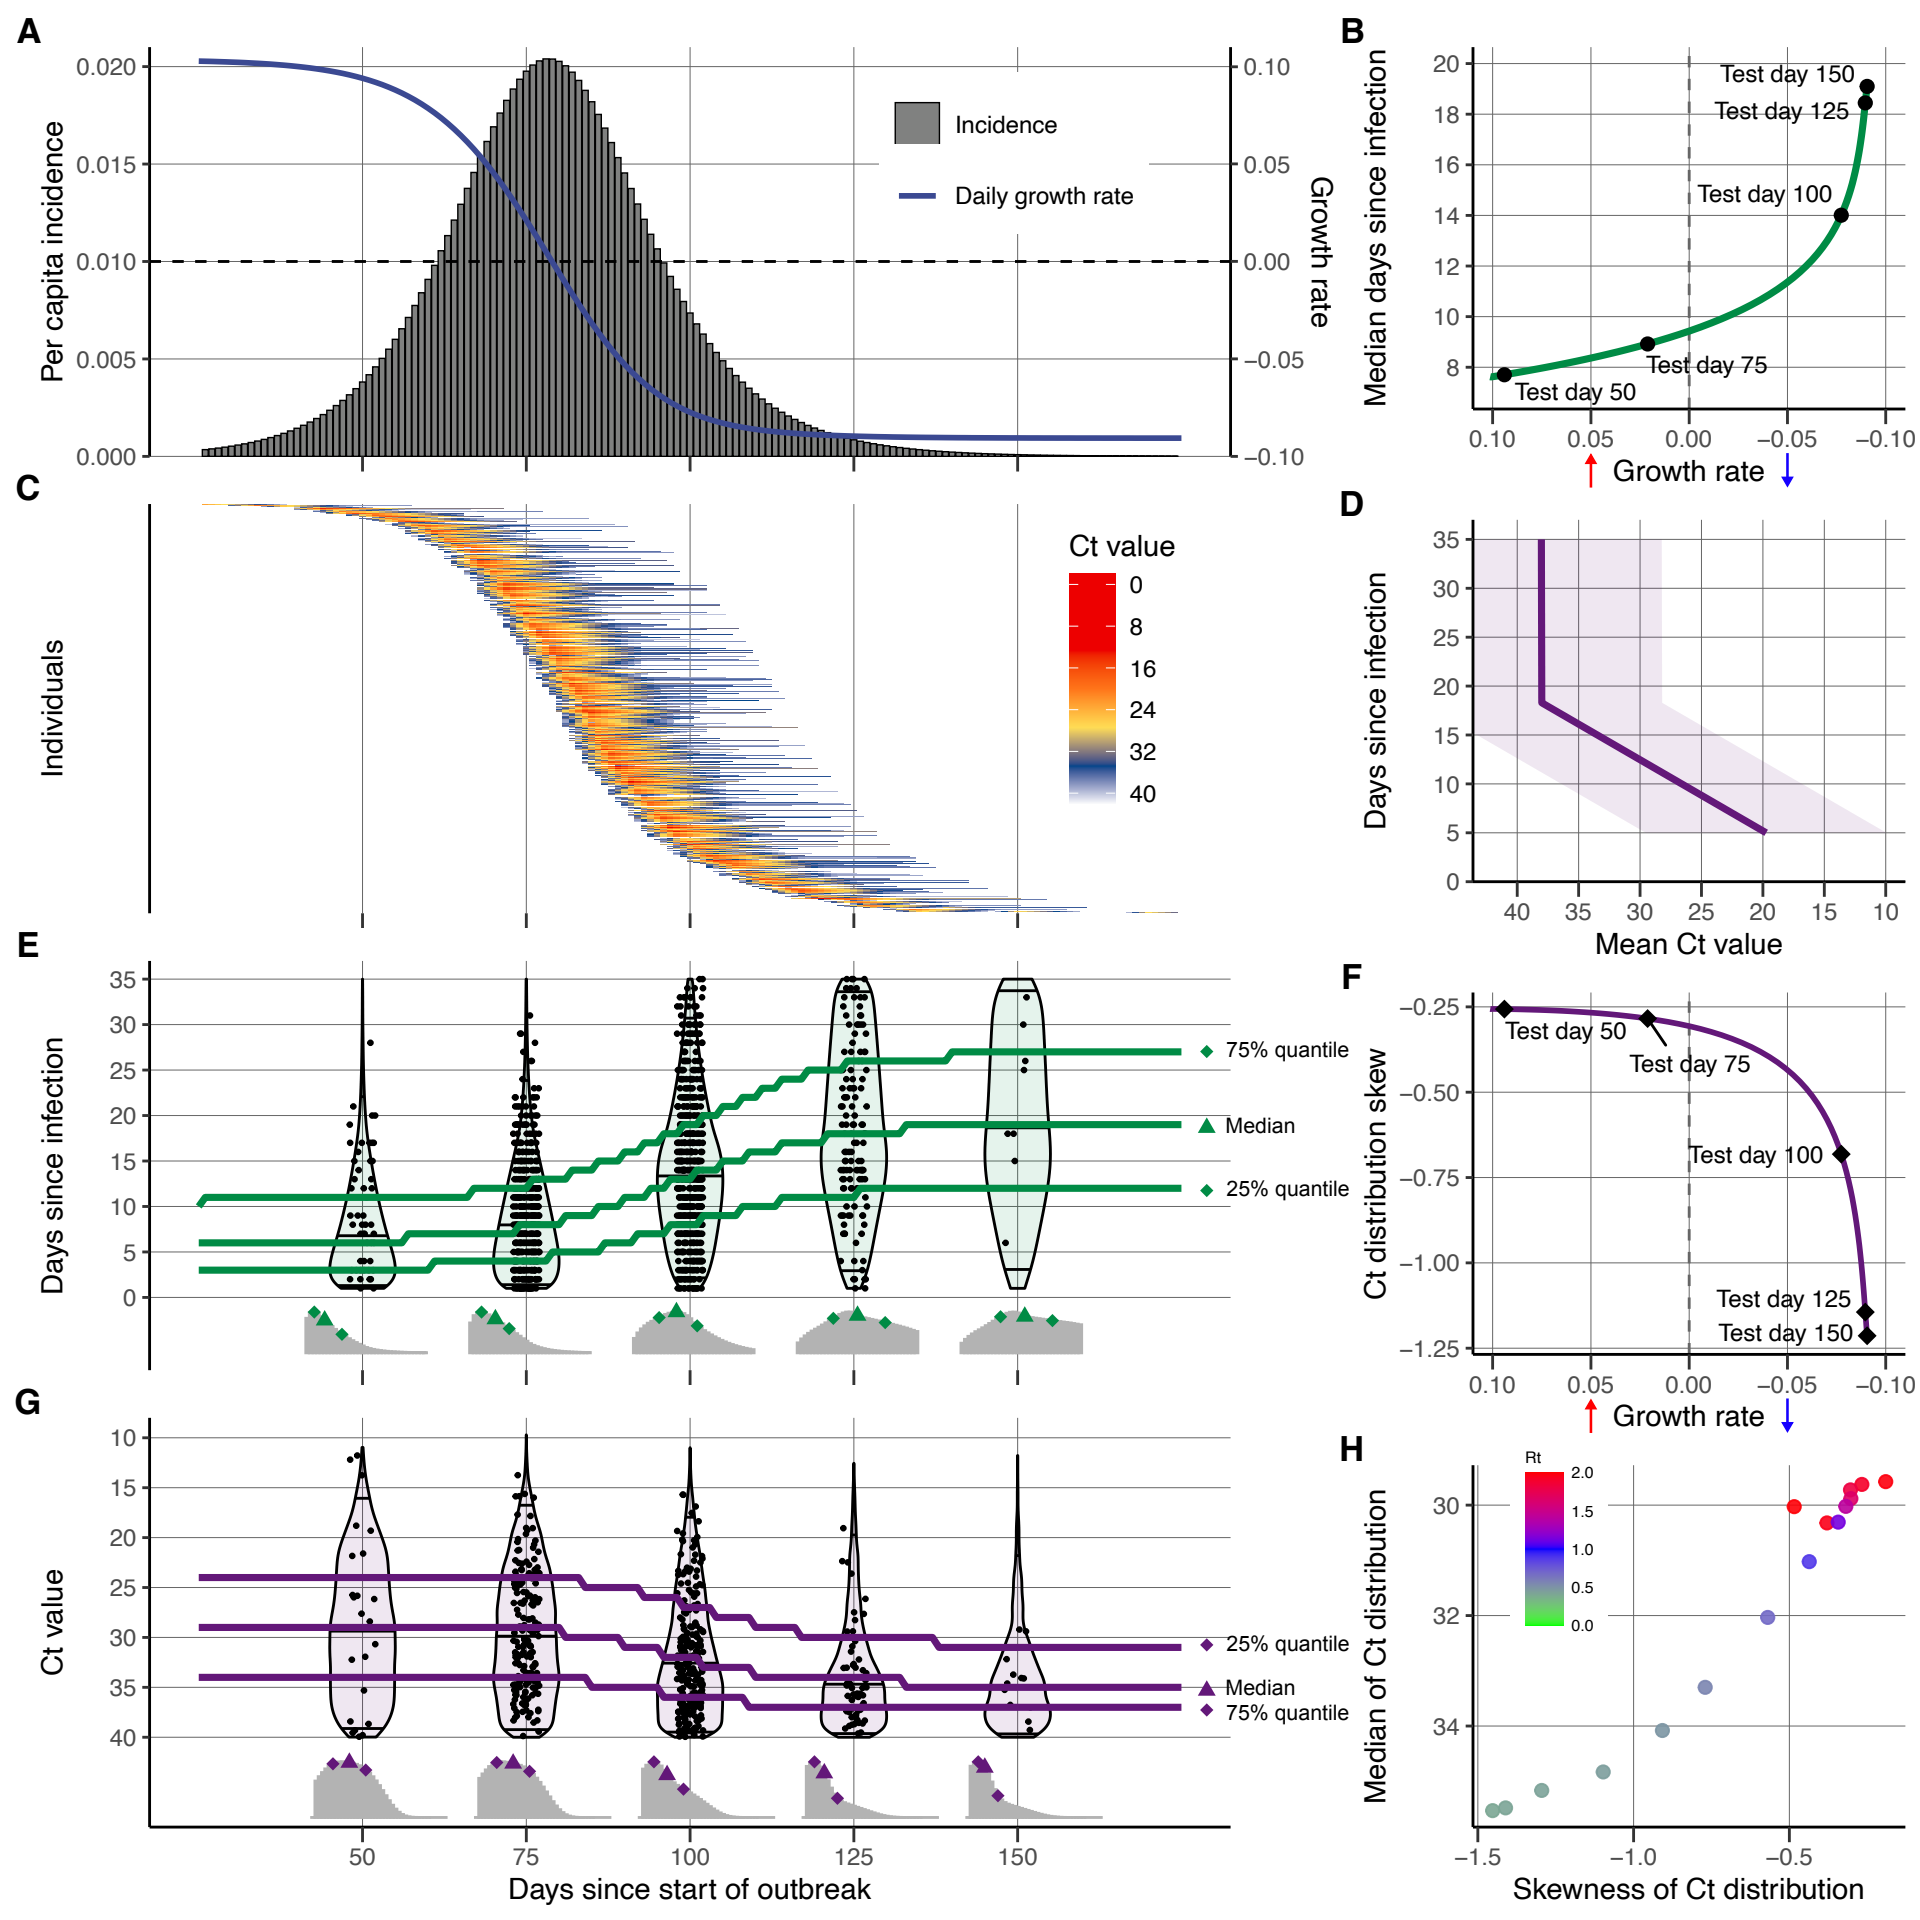 A
Per capita incidence
0.020
0.015
0.010
0.005
0.000
0.10
0.05
0.00
−0.05
−0.10
Growth rate
Incidence
Daily growth rate
B
Median days since infection
20
18
16
14
12
10
8
Test day 150
Test day 125
Test day 100
Test day 75
Test day 50
0.10 0.05 0.00 −0.05 −0.10
Growth rate
C
Individuals
Ct value
0
8
16
24
32
40
D
Days since infection
35
30
25
20
15
10
5
0
40 35 30 25 20 15 10
Mean Ct value
E
Days since infection
35
30
25
20
15
10
5
0
75% quantile
Median
25% quantile
F
Ct distribution skew
−0.25
−0.50
−0.75
−1.00
−1.25
Test day 50
Test day 75
Test day 100
Test day 125
Test day 150
0.10 0.05 0.00 −0.05 −0.10
Growth rate
G
Ct value
10
15
20
25
30
35
40
25% quantile
Median
75% quantile
50 75 100 125 150
Days since start of outbreak
H
Median of Ct distribution
30
32
34
Rt
2.0
1.5
1.0
0.5
0.0
−1.5 −1.0 −0.5
Skewness of Ct distribution